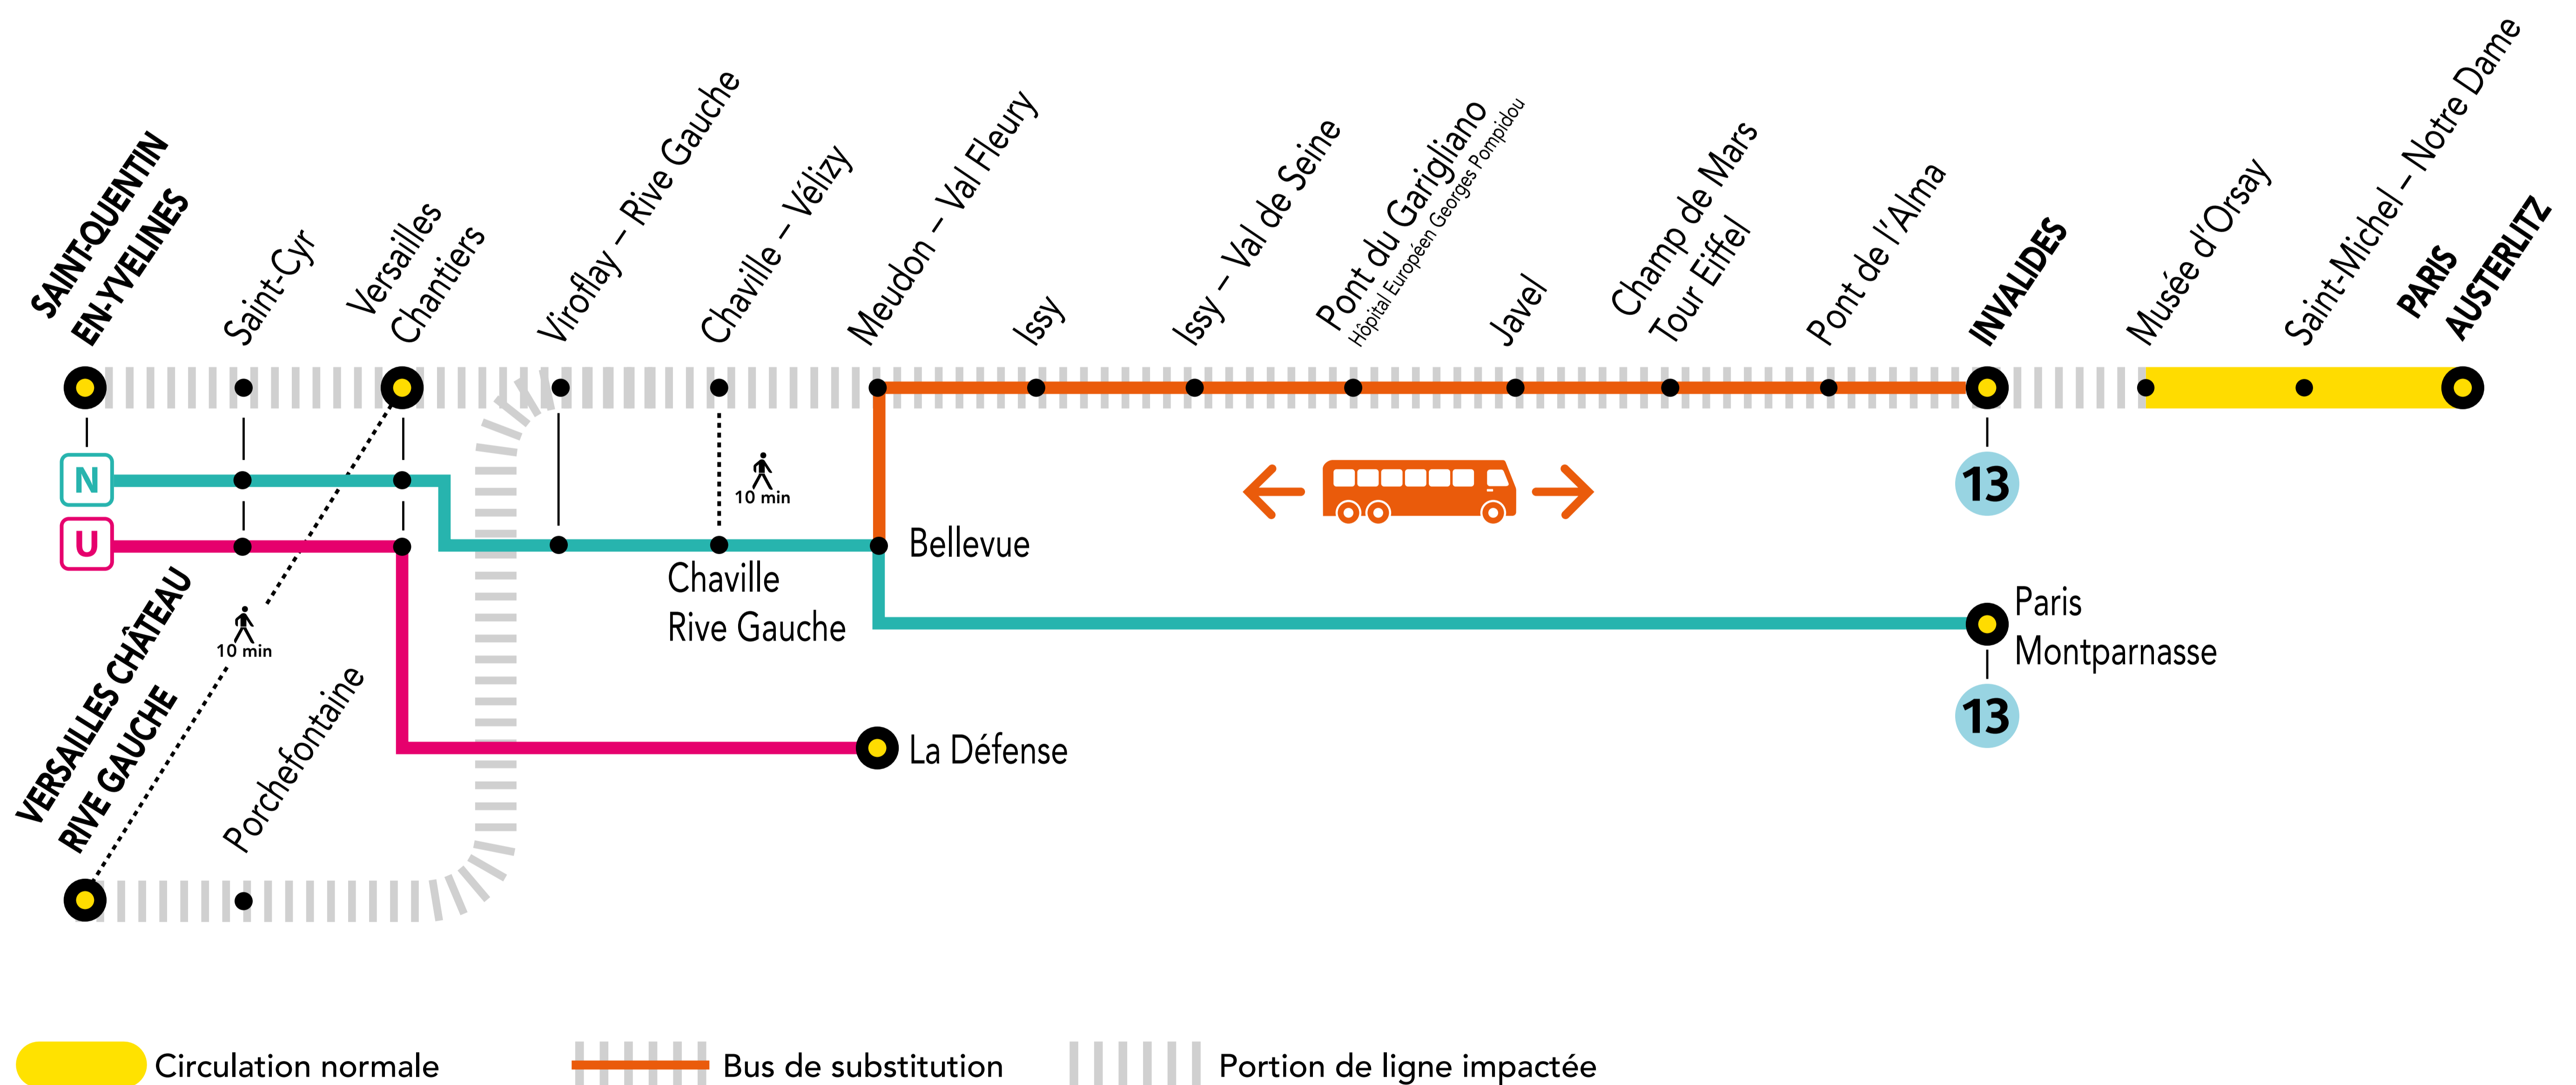 SAINT-QUENTIN
EN-YVELINES
Saint-Cyr
Versailles
Chantiers
Viroflay – Rive Gauche
Chaville – Vélizy
Meudon – Val Fleury
Issy
Issy – Val de Seine
Pont du Garigliano
Hôpital Européen Georges Pompidou
Javel
Champ de Mars
Tour Eiffel
Pont de l'Alma
INVALIDES
Musée d'Orsay
Saint-Michel – Notre Dame
PARIS
AUSTERLITZ
N
U
10 min
13
Bellevue
Chaville
Rive Gauche
Paris
Montparnasse
13
La Défense
VERSAILLES CHÂTEAU
RIVE GAUCHE
10 min
Porchefontaine
Circulation normale
Bus de substitution
Portion de ligne impactée